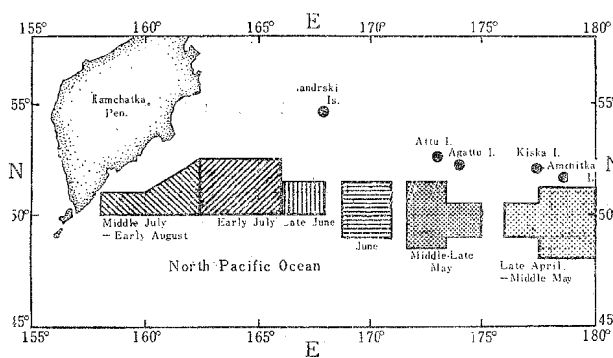 E
155° 160° 165° 170° 175° 180°
55°
55°
N
N
50°
50°
45°
45°
Kamchatka
Pen.
Is.
Attu I.
Agattu I.
Kiska I.
Amchitka
I.
Middle July
—Early August
Early July
Late June
June
Middle-Late
May
Late April.
—Middle May
North Pacific Ocean
155° 160° 165° 170° 175° 180°
E